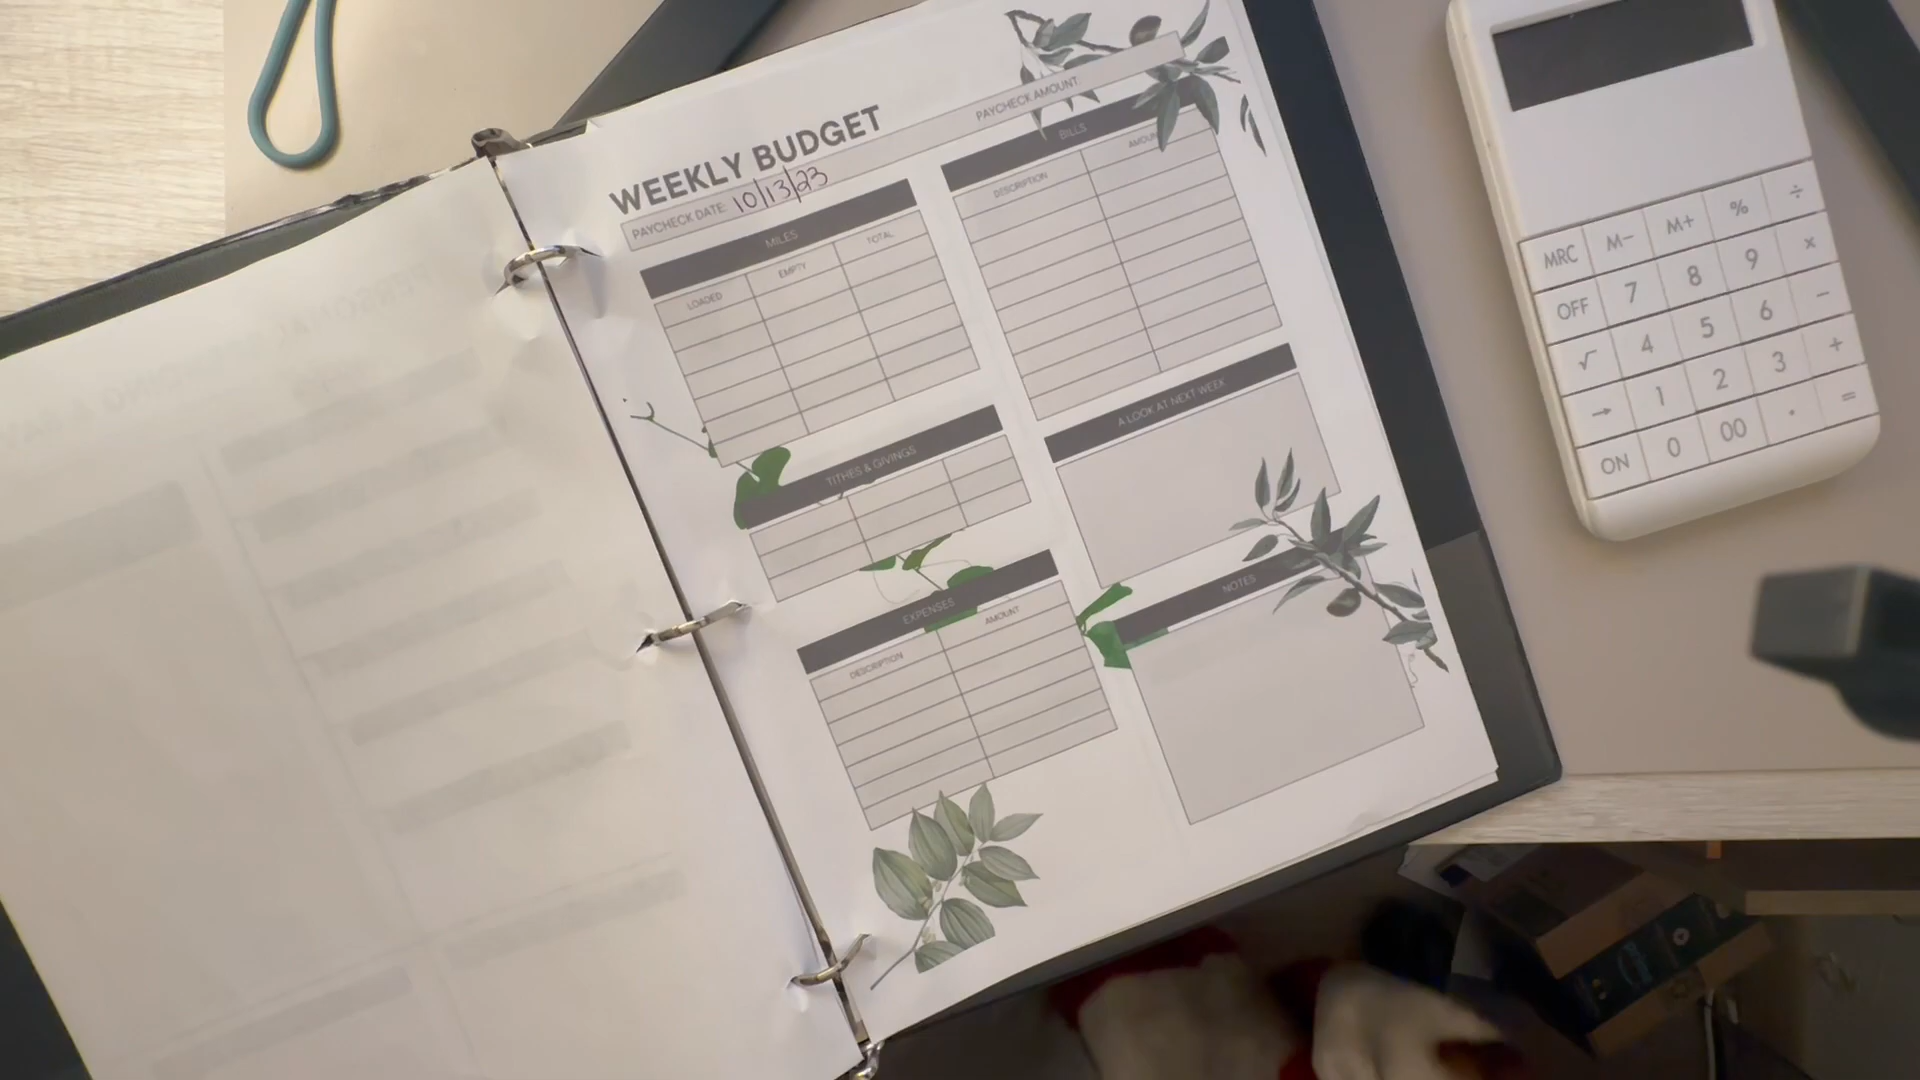 WEEKLY BUDGET
PAYCHECK DATE: 10/13/23
PAYCHECK AMOUNT:
MILES
LOADED EMPTY TOTAL
TITHES & GIVINGS
EXPENSES
DESCRIPTION AMOUNT
BILLS
DESCRIPTION AMOUNT
A LOOK AT NEXT WEEK
NOTES
MRC M− M+ % ÷
OFF 7 8 9 ×
√ 4 5 6 −
→ 1 2 3 +
ON 0 00 . =